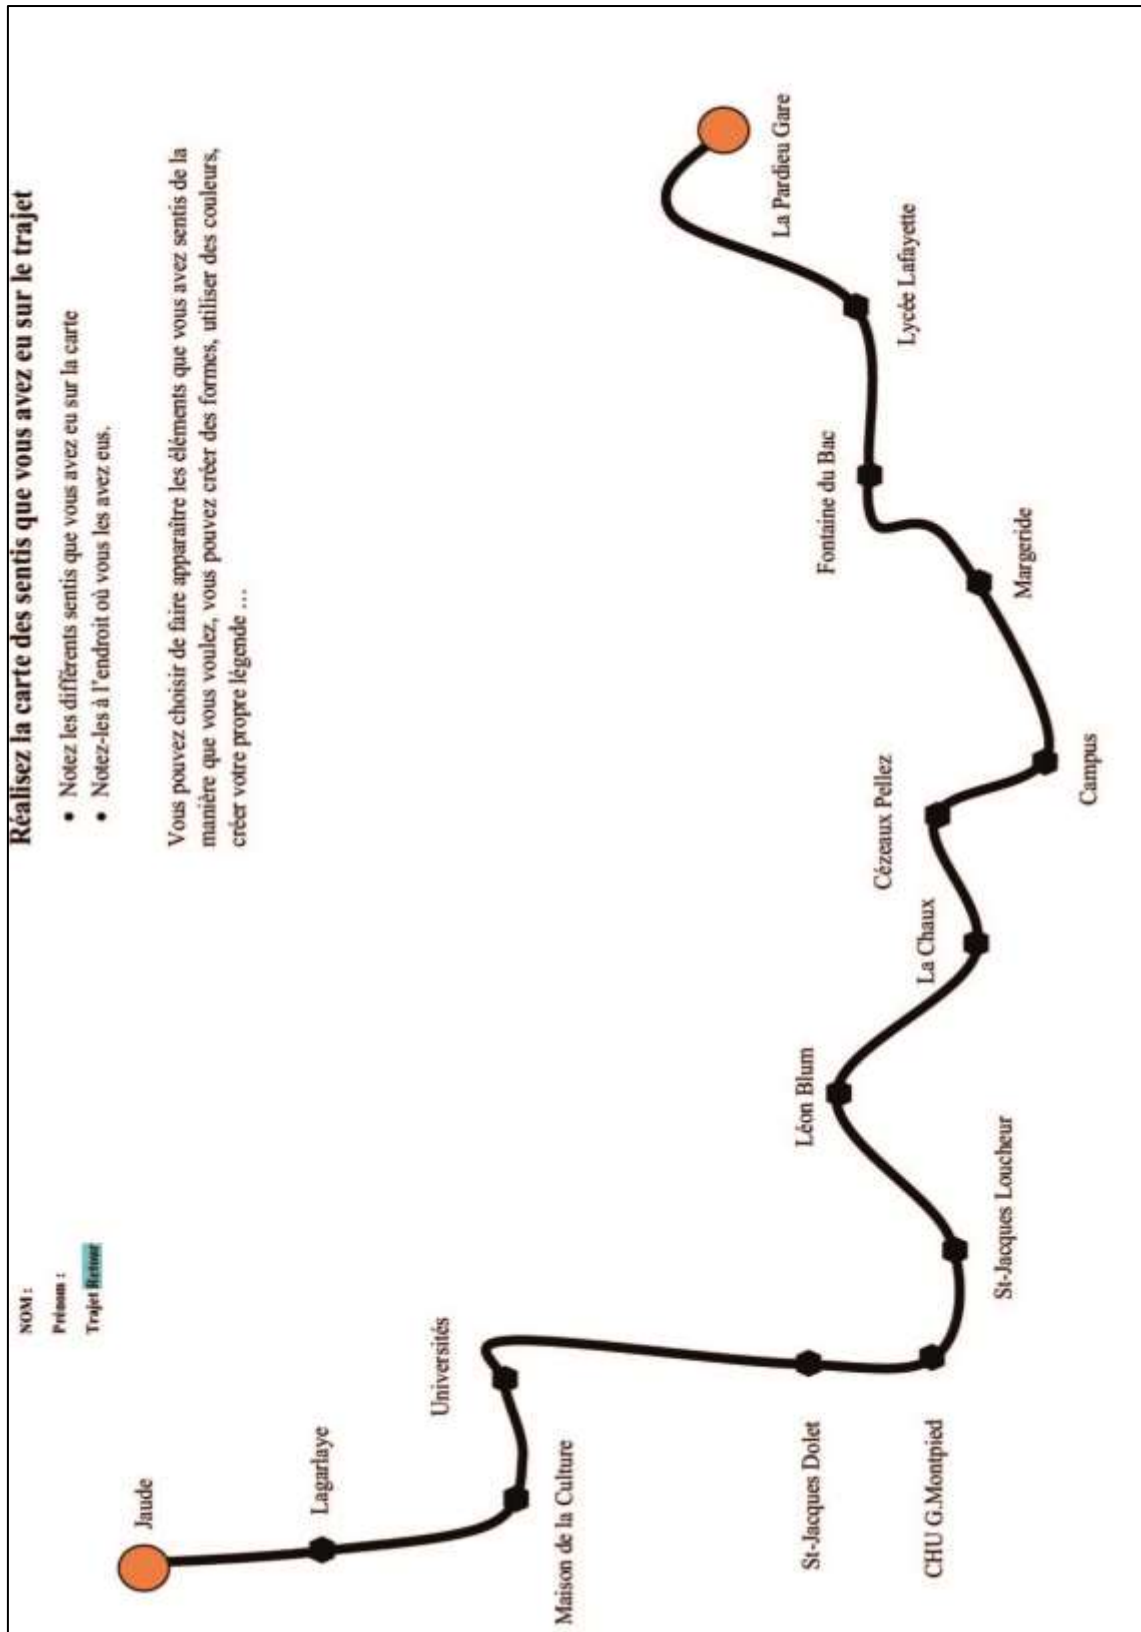 NOM :
Prénom :
Trajet Retour
Réalisez la carte des sentis que vous avez eu sur le trajet
• Notez les différents sentis que vous avez eu sur la carte
• Notez-les à l'endroit où vous les avez eus.
Vous pouvez choisir de faire apparaître les éléments que vous avez sentis de la
manière que vous voulez, vous pouvez créer des formes, utiliser des couleurs,
créer votre propre légende …
Jaude
Lagarlaye
Maison de la Culture
Universités
St-Jacques Dolet
CHU G.Montpied
St-Jacques Loucheur
Léon Blum
La Chaux
Cézeaux Pellez
Campus
Margeride
Fontaine du Bac
Lycée Lafayette
La Pardieu Gare